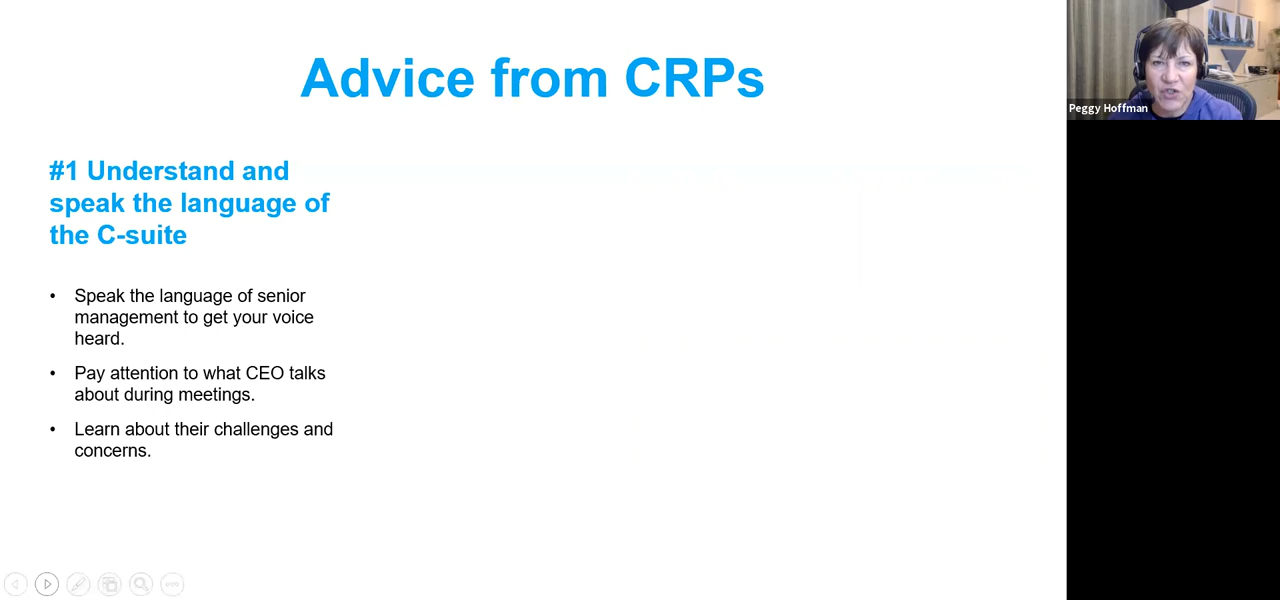 Advice from CRPs
#1 Understand and
speak the language of
the C-suite
• Speak the language of senior
management to get your voice
heard.
• Pay attention to what CEO talks
about during meetings.
• Learn about their challenges and
concerns.
Peggy Hoffman